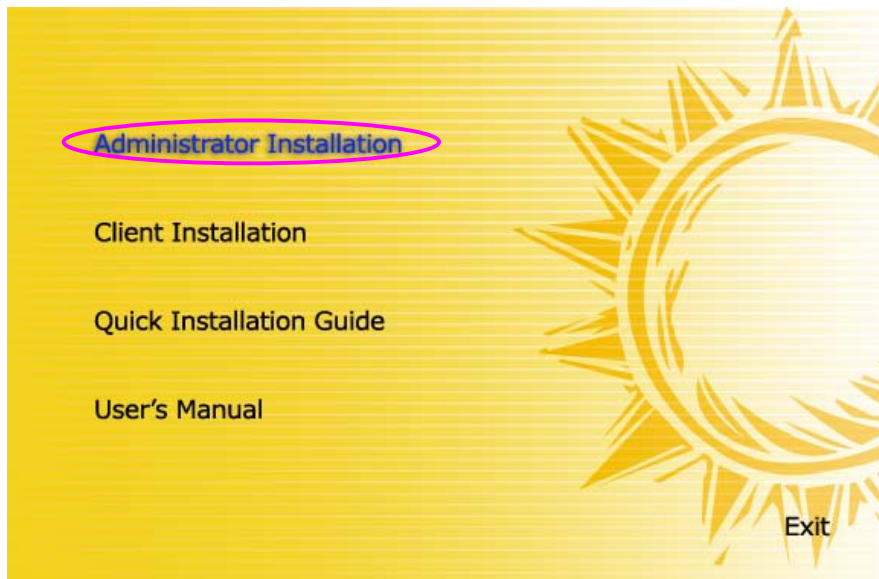 Administrator Installation
Client Installation
Quick Installation Guide
User’s Manual
Exit